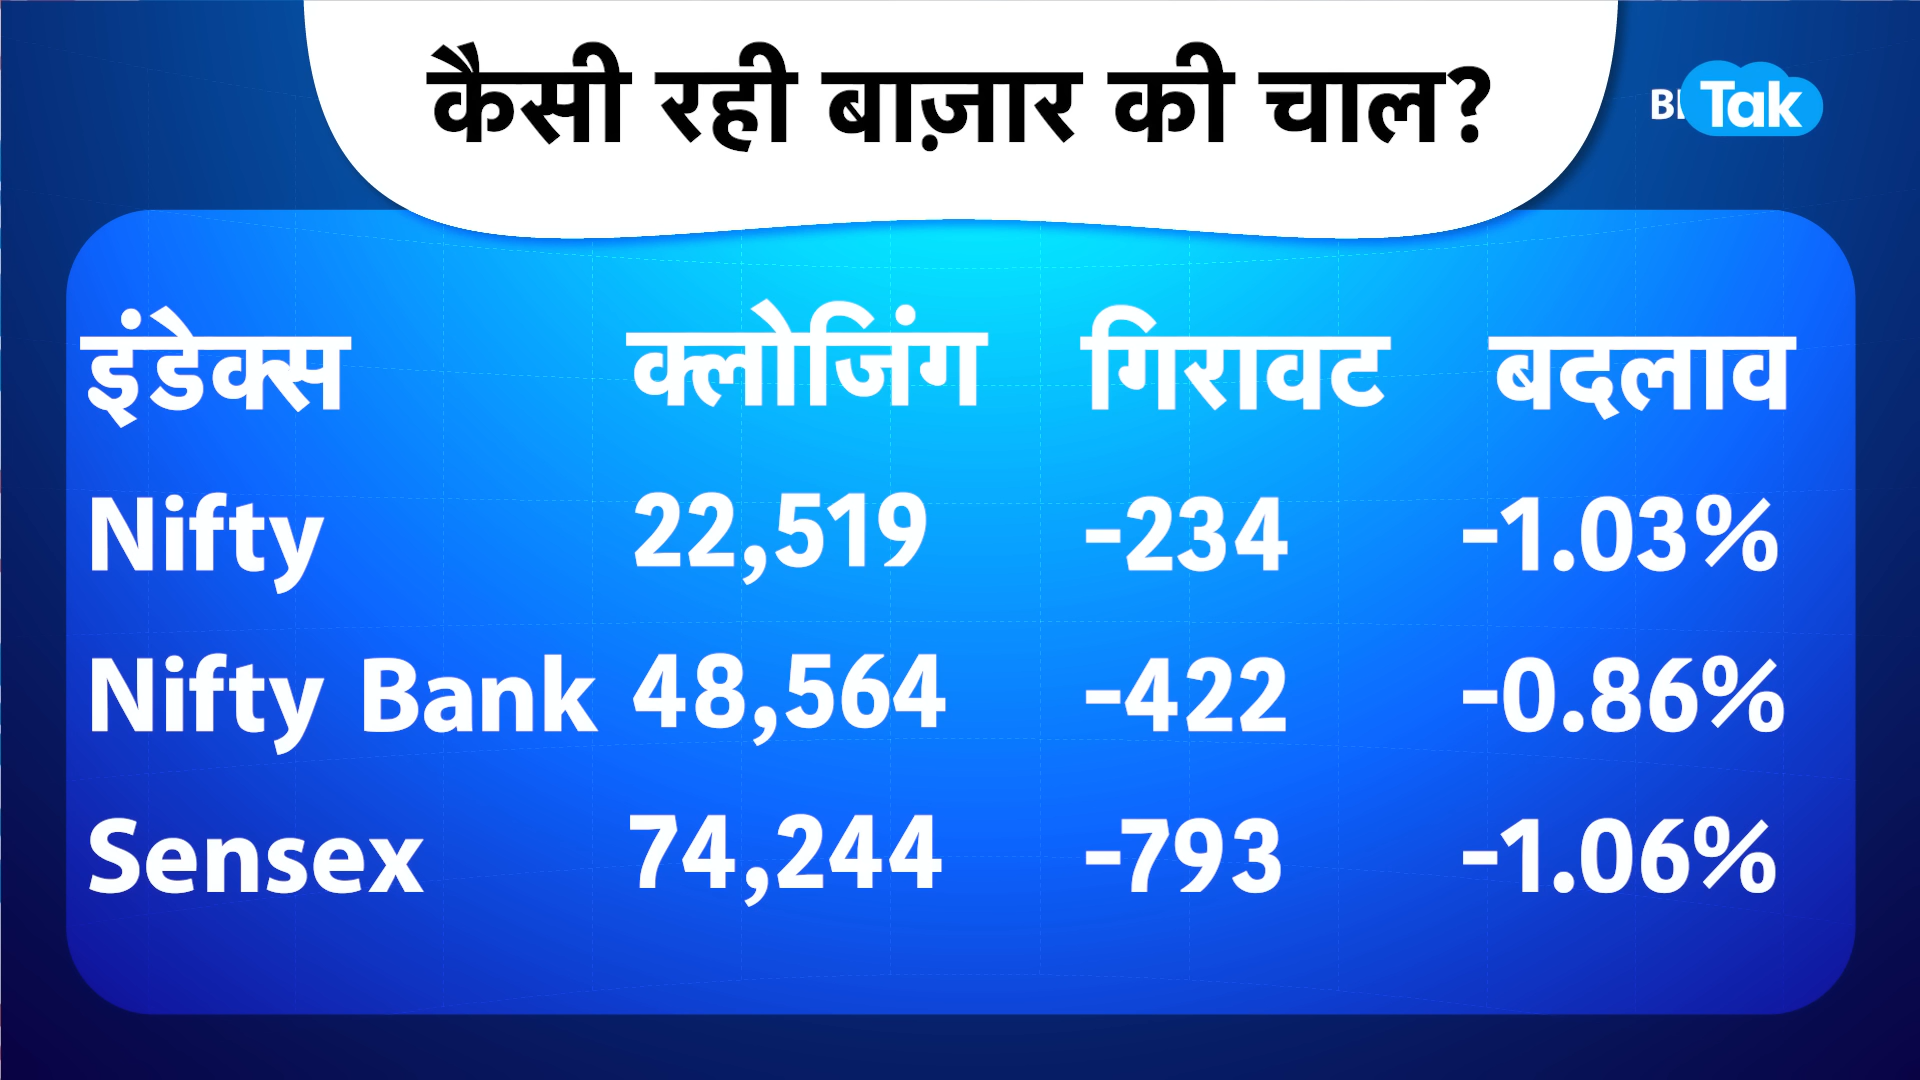 कैसी रही बाज़ार की चाल?
Tak
इंडेक्स क्लोजिंग गिरावट बदलाव
Nifty 22,519 -234 -1.03%
Nifty Bank 48,564 -422 -0.86%
Sensex 74,244 -793 -1.06%